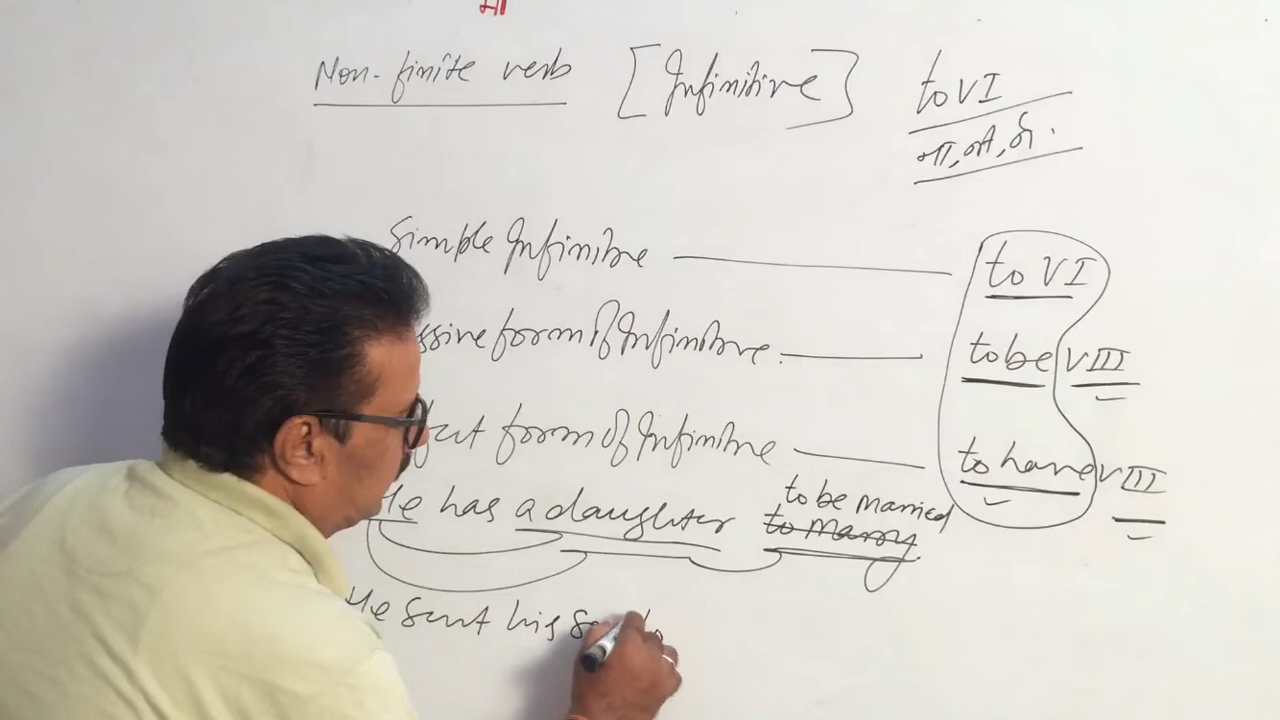 मा
Non-finite verb [Infinitive] to VI
ना, ने, नी.
Simple Infinitive — to VI
ssive form of Infinitive. — to be VIII
fect form of Infinitive — to have VIII
to be married
He has a daughter to marry.
He sent his